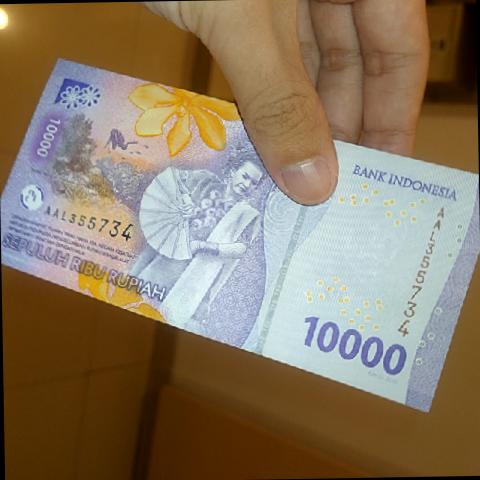 10000
BANK INDONESIA
AAL355734
AAL355734
SEPULUH RIBU RUPIAH
10000